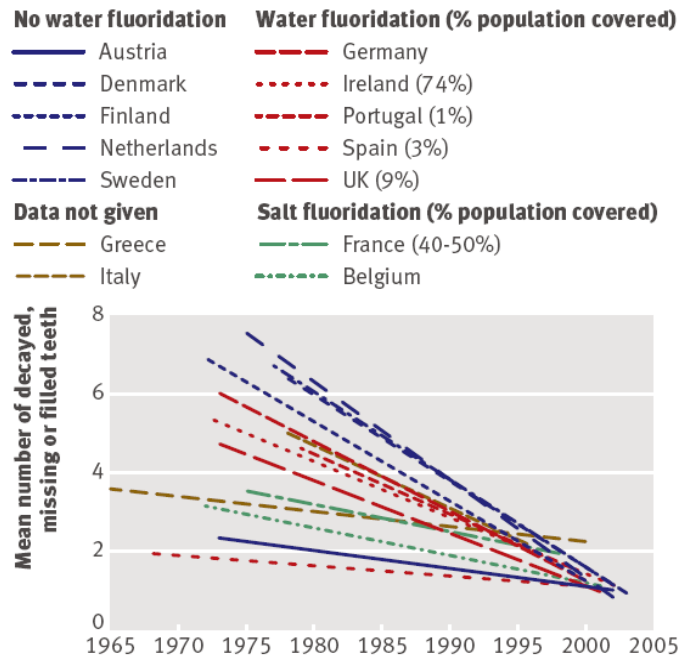 No water fluoridation
Austria
Denmark
Finland
Netherlands
Sweden
Water fluoridation (% population covered)
Germany
Ireland (74%)
Portugal (1%)
Spain (3%)
UK (9%)
Data not given
Greece
Italy
Salt fluoridation (% population covered)
France (40-50%)
Belgium
Mean number of decayed,
missing or filled teeth
8
6
4
2
0
1965 1970 1975 1980 1985 1990 1995 2000 2005